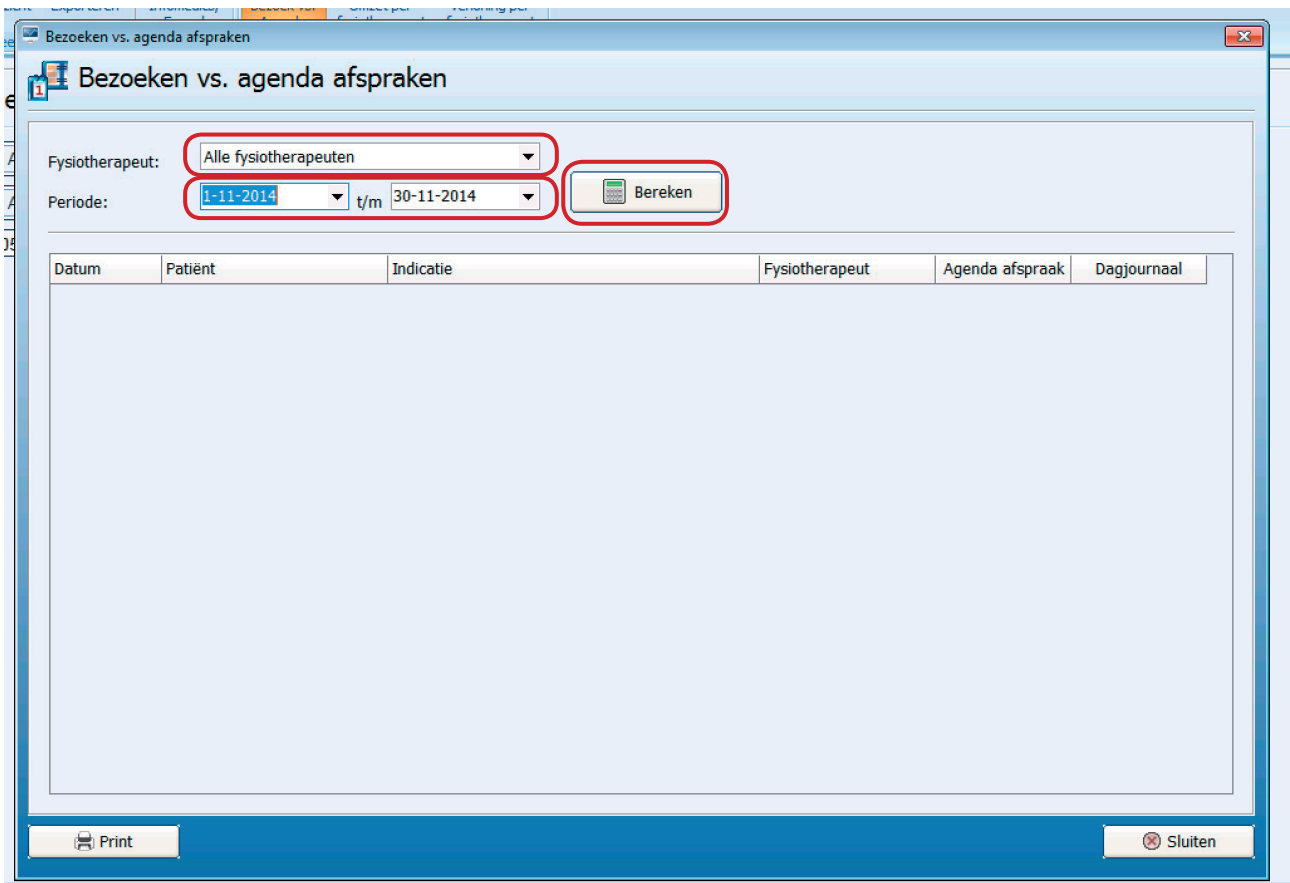 Exporteren
Bezoeken vs. agenda afspraken
Bezoeken vs. agenda afspraken
Fysiotherapeut: Alle fysiotherapeuten
Periode: 1-11-2014 t/m 30-11-2014 Bereken
Datum Patiënt Indicatie Fysiotherapeut Agenda afspraak Dagjournaal
Print Sluiten